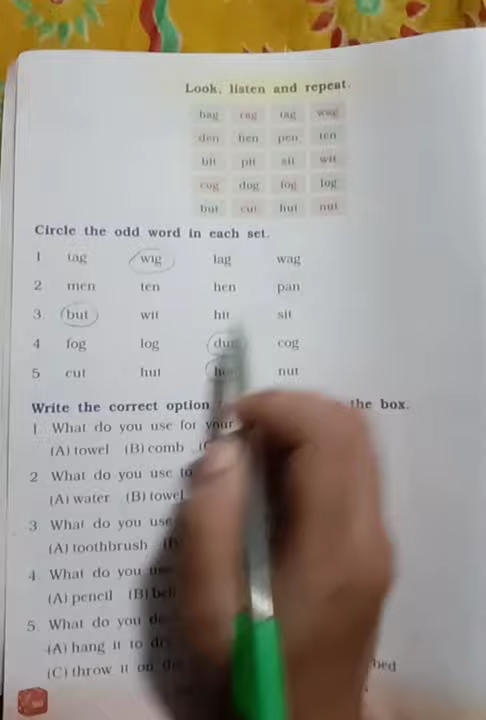 Look, listen and repeat.
bag rag tag wag
den hen pen ten
bit pit sit wit
cog dog fog log
but cut hut nut
Circle the odd word in each set.
1 tag wig lag wag
2 men ten hen pan
3. but wit hit sit
4 fog log cog
5 cut hut nut
Write the correct option the box.
1. What do you use for your
(A) towel (B) comb
2 What do you use to
(A) water (B) towel
3 What do you use
(A) toothbrush
4. What do you use
(A) pencil (B)
5. What do you
(A) hang it to
(C) throw it on bed